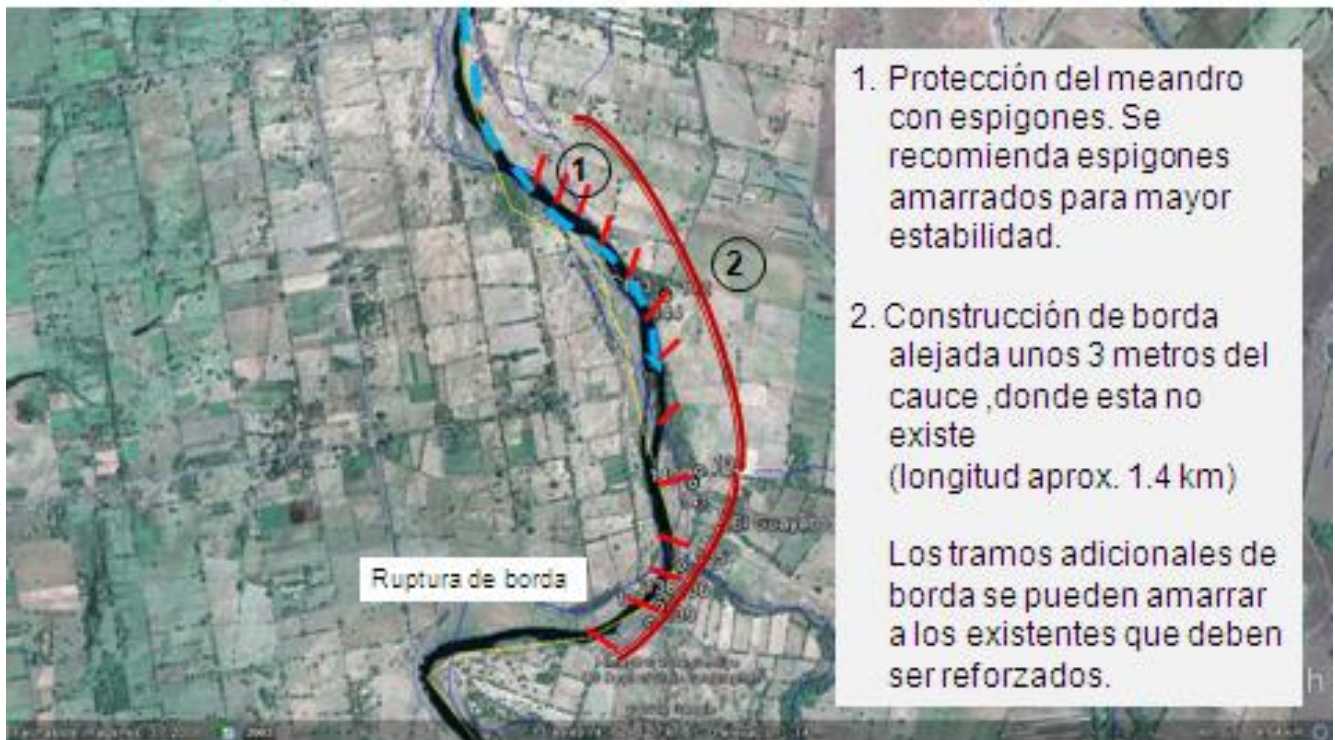 1. Protección del meandro
con espigones. Se
recomienda espigones
amarrados para mayor
estabilidad.
2. Construcción de borda
alejada unos 3 metros del
cauce ,donde esta no
existe
(longitud aprox. 1.4 km)
Los tramos adicionales de
borda se pueden amarrar
a los existentes que deben
ser reforzados.
1
2
Ruptura de borda